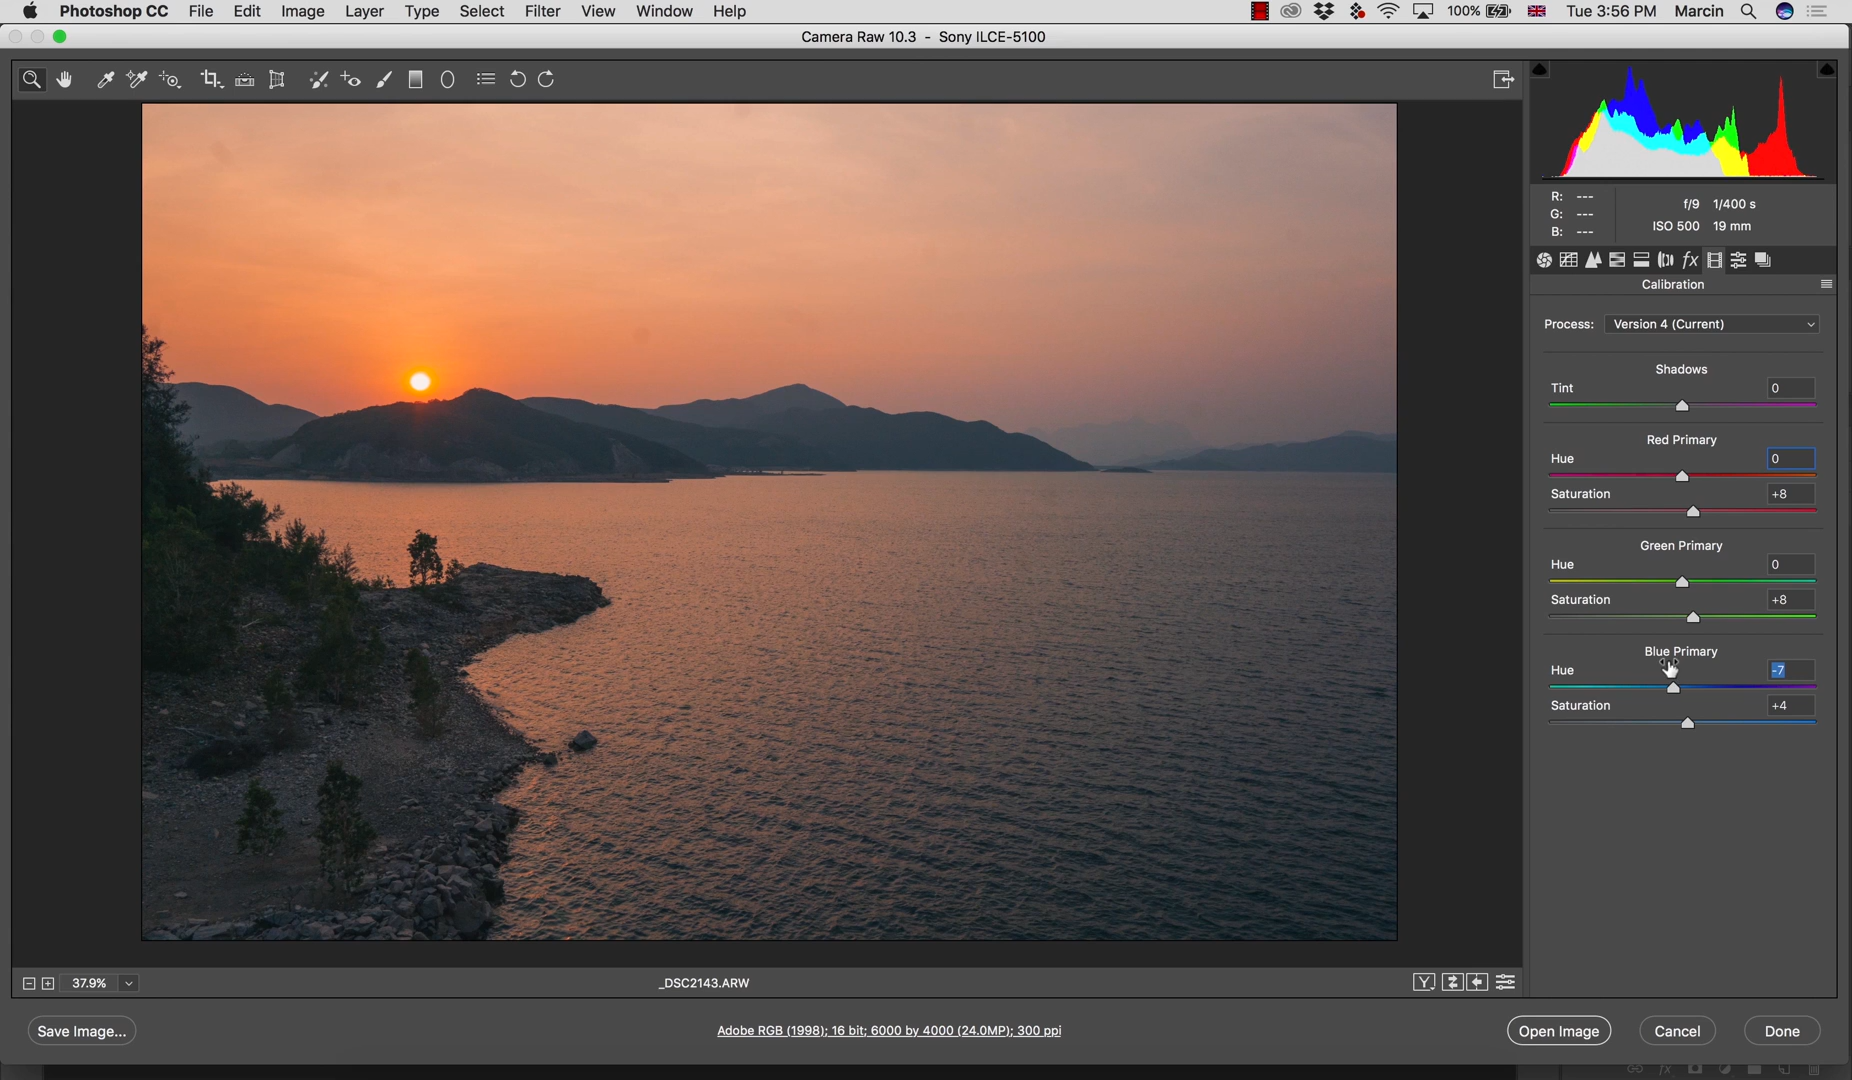 Photoshop CC File Edit Image Layer Type Select Filter View Window Help 100% Tue 3:56 PM Marcin
Camera Raw 10.3 - Sony ILCE-5100
R: --- f/9 1/400 s
G: ---
ISO 500 19 mm
B: ---
fx
Calibration
Process: Version 4 (Current)
Shadows
Tint 0
Red Primary
Hue 0
Saturation +8
Green Primary
Hue 0
Saturation +8
Blue Primary
Hue -7
Saturation +4
37.9% _DSC2143.ARW Y
Save Image... Adobe RGB (1998); 16 bit; 6000 by 4000 (24.0MP); 300 ppi Open Image Cancel Done
fx